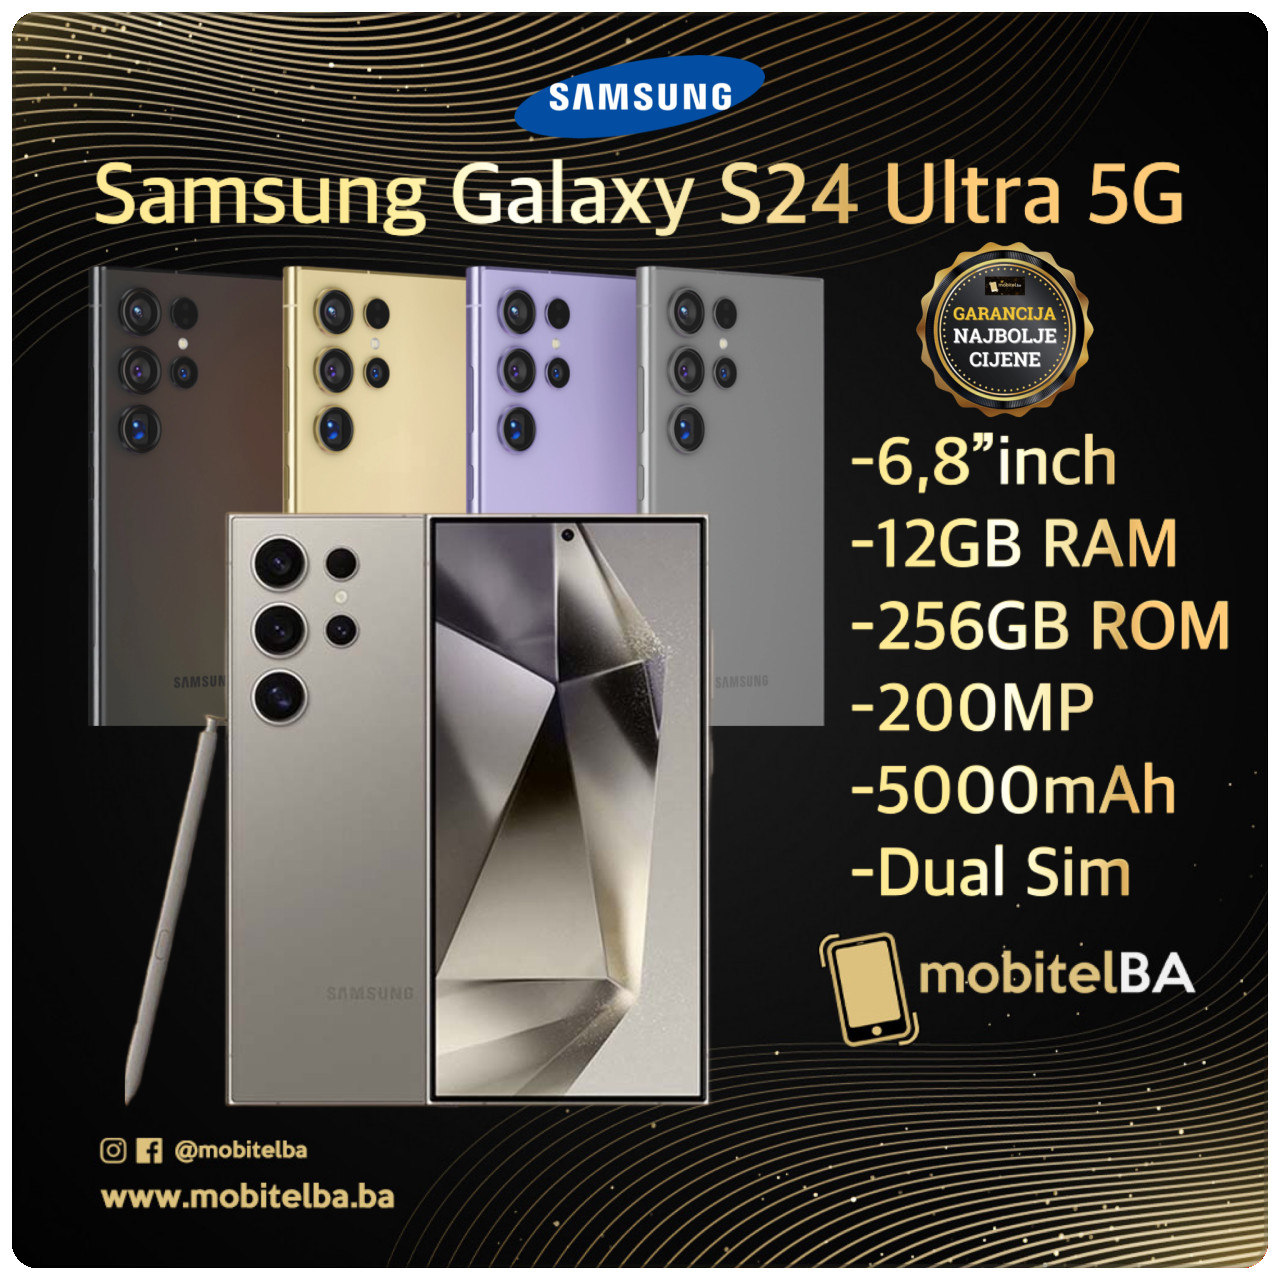 SAMSUNG
Samsung Galaxy S24 Ultra 5G
mobitelBA
GARANCIJA
NAJBOLJE
CIJENE
-6,8”inch
-12GB RAM
-256GB ROM
-200MP
-5000mAh
-Dual Sim
SAMSUNG
SAMSUNG
mobitelBA
@mobitelba
www.mobitelba.ba